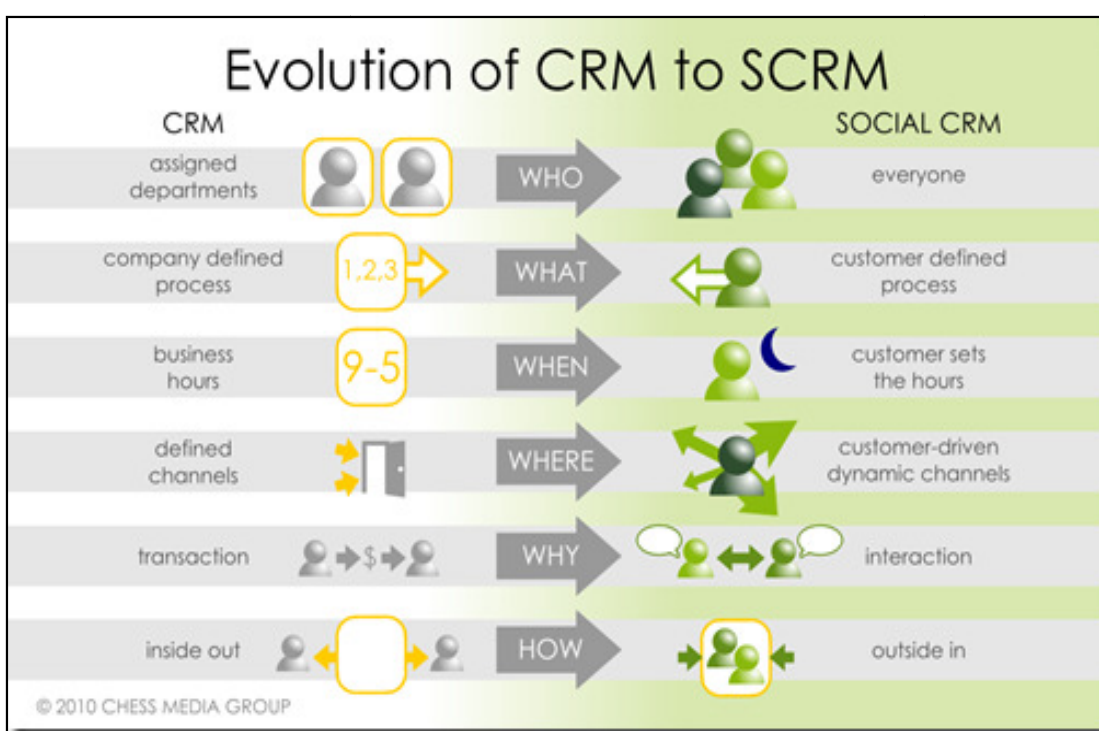 Evolution of CRM to SCRM
CRM
SOCIAL CRM
assigned
departments
WHO
everyone
company defined
process
1,2,3
WHAT
customer defined
process
business
hours
9-5
WHEN
customer sets
the hours
defined
channels
WHERE
customer-driven
dynamic channels
transaction
$
WHY
interaction
inside out
HOW
outside in
© 2010 CHESS MEDIA GROUP